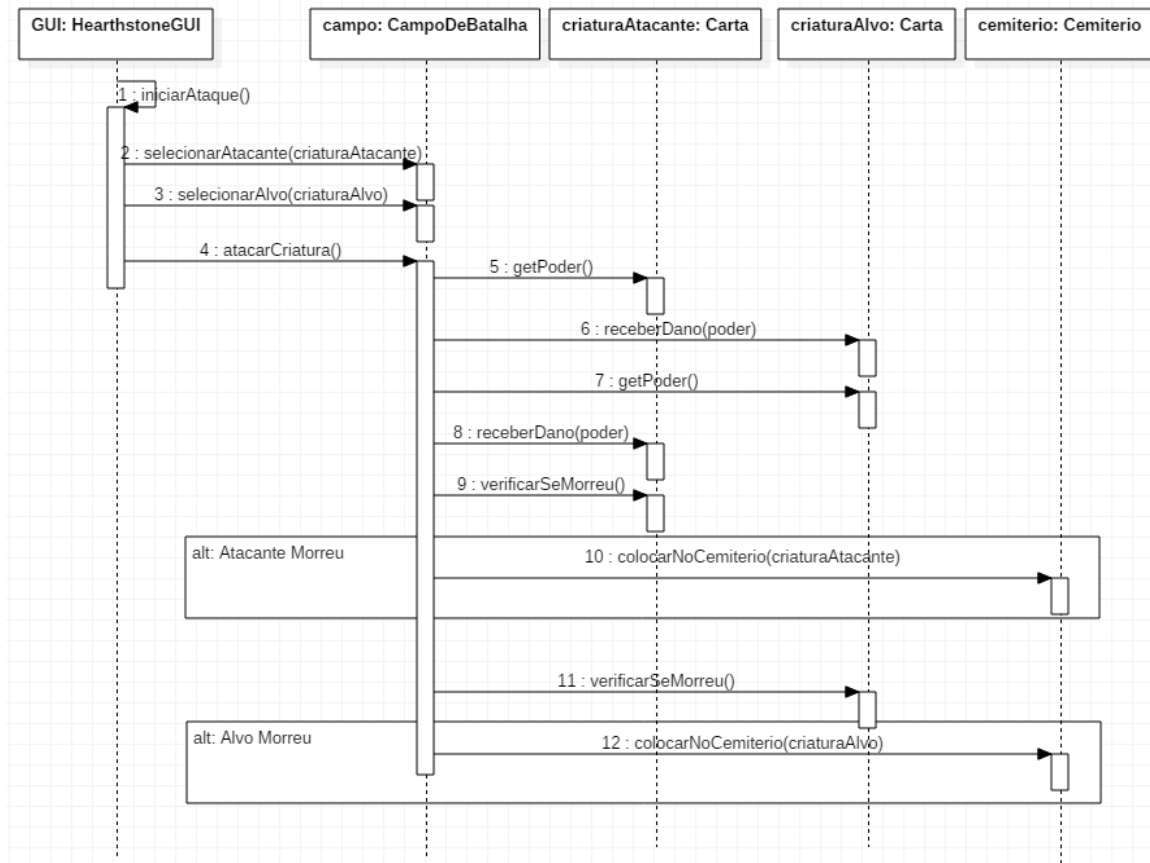 GUI: HearthstoneGUI
campo: CampoDeBatalha
criaturaAtacante: Carta
criaturaAlvo: Carta
cemiterio: Cemiterio
1 : iniciarAtaque()
2 : selecionarAtacante(criaturaAtacante)
3 : selecionarAlvo(criaturaAlvo)
4 : atacarCriatura()
5 : getPoder()
6 : receberDano(poder)
7 : getPoder()
8 : receberDano(poder)
9 : verificarSeMorreu()
alt: Atacante Morreu
10 : colocarNoCemiterio(criaturaAtacante)
11 : verificarSeMorreu()
alt: Alvo Morreu
12 : colocarNoCemiterio(criaturaAlvo)